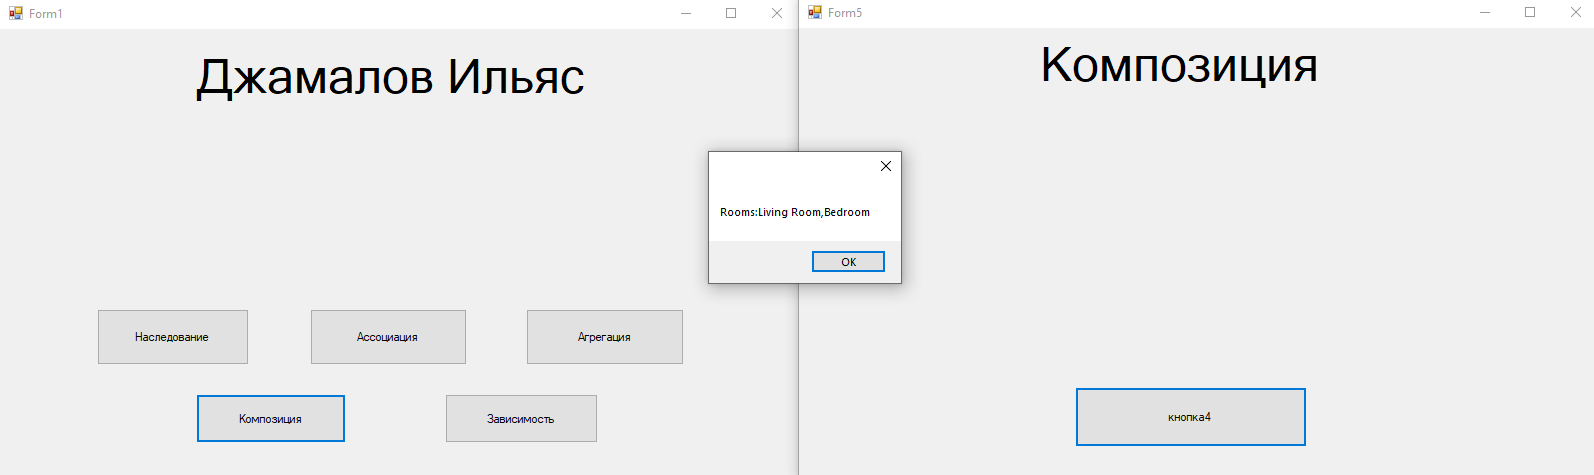 Form1
Джамалов Ильяс
Наследование
Ассоциация
Агрегация
Композиция
Зависимость
Form5
Композиция
кнопка4
Rooms:Living Room,Bedroom
OK